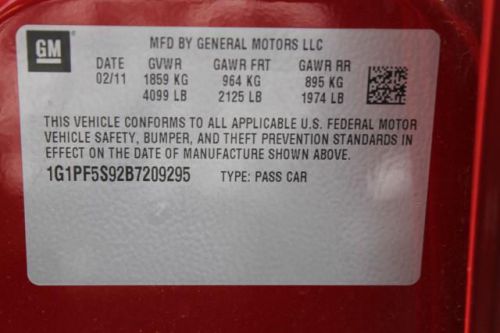 GM
MFD BY GENERAL MOTORS LLC
DATE GVWR GAWR FRT GAWR RR
02/11 1859 KG 964 KG 895 KG
4099 LB 2125 LB 1974 LB
THIS VEHICLE CONFORMS TO ALL APPLICABLE U.S. FEDERAL MOTOR
VEHICLE SAFETY, BUMPER, AND THEFT PREVENTION STANDARDS IN
EFFECT ON THE DATE OF MANUFACTURE SHOWN ABOVE.
1G1PF5S92B7209295 TYPE: PASS CAR